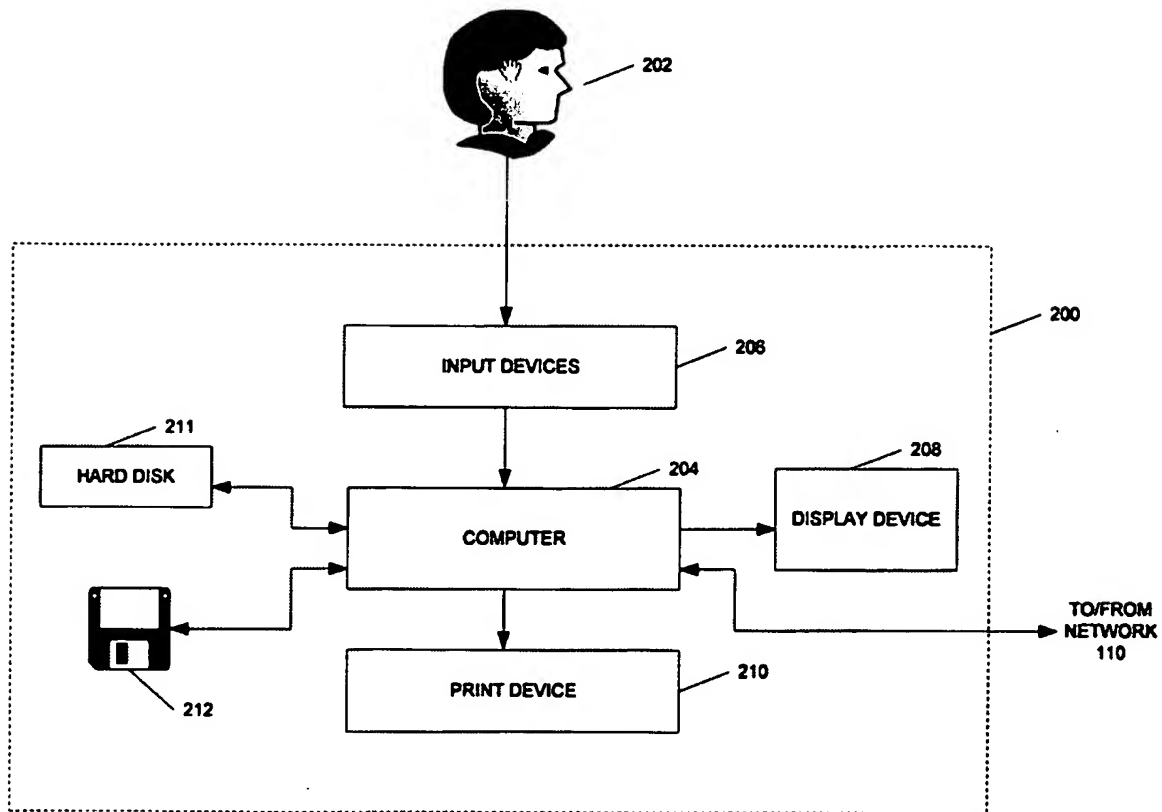 202
200
INPUT DEVICES
206
211
HARD DISK
204
COMPUTER
208
DISPLAY DEVICE
TO/FROM
NETWORK
110
212
PRINT DEVICE
210